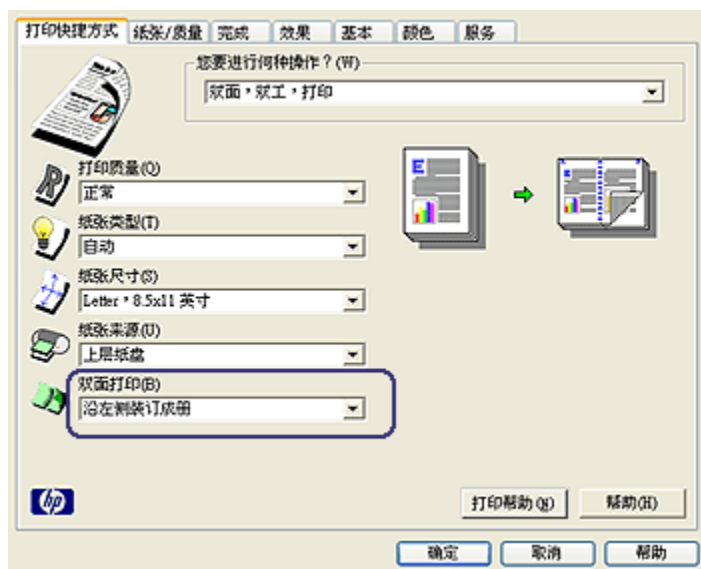 打印快捷方式 纸张/质量 完成 效果 基本 颜色 服务
您要进行何种操作？(W)
双面，双工，打印
打印质量(Q)
正常
纸张类型(T)
自动
纸张尺寸(S)
Letter，8.5x11 英寸
纸张来源(U)
上层纸盘
双面打印(B)
沿左侧装订成册
E
hp
打印帮助(N) 帮助(H)
确定 取消 帮助